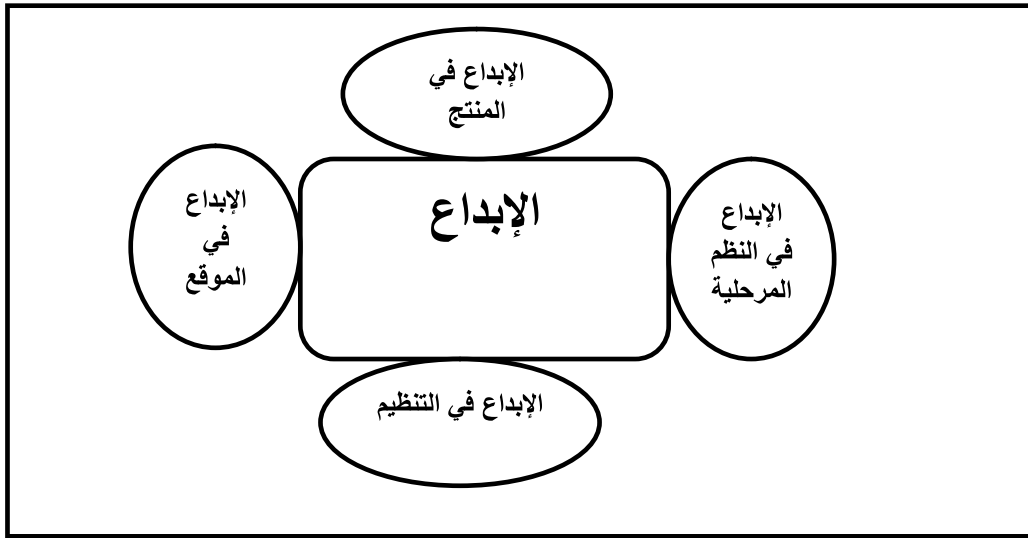 الإبداع في
المنتج
الإبداع
الإبداع
في النظم
المرحلية
الإبداع
في
الموقع
الإبداع في التنظيم